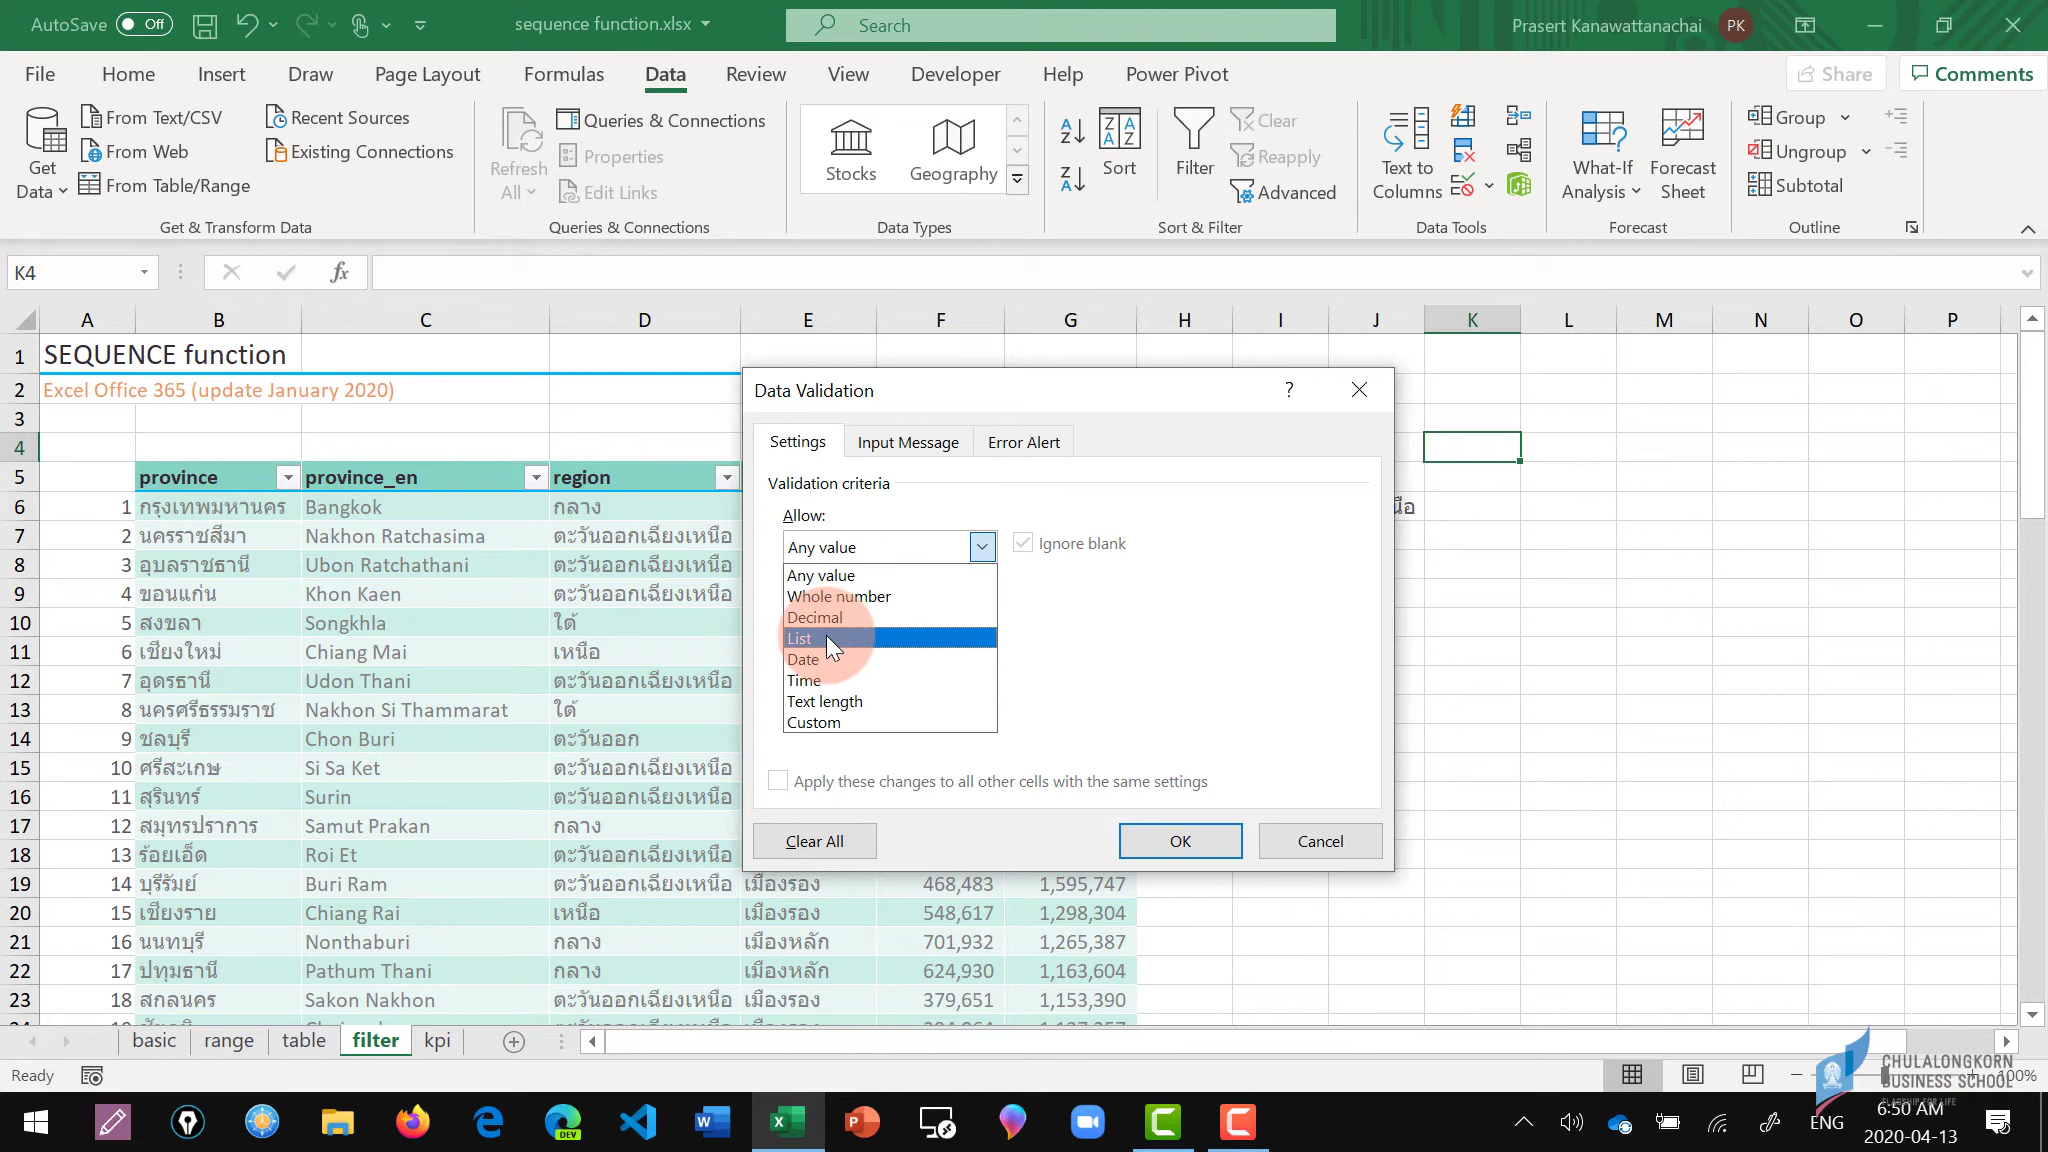 AutoSave Off
sequence function.xlsx
Search
Prasert Kanawattanachai PK
File Home Insert Draw Page Layout Formulas Data Review View Developer Help Power Pivot Share Comments
Get Data
From Text/CSV
From Web
From Table/Range
Recent Sources
Existing Connections
Get & Transform Data
Refresh All
Queries & Connections
Properties
Edit Links
Queries & Connections
Stocks
Geography
Data Types
Sort
Filter
Clear
Reapply
Advanced
Sort & Filter
Text to Columns
Data Tools
What-If Analysis
Forecast Sheet
Forecast
Group
Ungroup
Subtotal
Outline
K4
fx
A B C D E F G H I J K L M N O P
1 SEQUENCE function
2 Excel Office 365 (update January 2020)
3
4
5 province province_en region
6 1 กรุงเทพมหานคร Bangkok กลาง
7 2 นครราชสีมา Nakhon Ratchasima ตะวันออกเฉียงเหนือ
8 3 อุบลราชธานี Ubon Ratchathani ตะวันออกเฉียงเหนือ
9 4 ขอนแก่น Khon Kaen ตะวันออกเฉียงเหนือ
10 5 สงขลา Songkhla ใต้
11 6 เชียงใหม่ Chiang Mai เหนือ
12 7 อุดรธานี Udon Thani ตะวันออกเฉียงเหนือ
13 8 นครศรีธรรมราช Nakhon Si Thammarat ใต้
14 9 ชลบุรี Chon Buri ตะวันออก
15 10 ศรีสะเกษ Si Sa Ket ตะวันออกเฉียงเหนือ
16 11 สุรินทร์ Surin ตะวันออกเฉียงเหนือ
17 12 สมุทรปราการ Samut Prakan กลาง
18 13 ร้อยเอ็ด Roi Et ตะวันออกเฉียงเหนือ
19 14 บุรีรัมย์ Buri Ram ตะวันออกเฉียงเหนือ เมืองรอง 468,483 1,595,747
20 15 เชียงราย Chiang Rai เหนือ เมืองรอง 548,617 1,298,304
21 16 นนทบุรี Nonthaburi กลาง เมืองหลัก 701,932 1,265,387
22 17 ปทุมธานี Pathum Thani กลาง เมืองหลัก 624,930 1,163,604
23 18 สกลนคร Sakon Nakhon ตะวันออกเฉียงเหนือ เมืองรอง 379,651 1,153,390
Data Validation ?
Settings Input Message Error Alert
Validation criteria
Allow:
Any value
Ignore blank
Any value
Whole number
Decimal
List
Date
Time
Text length
Custom
Apply these changes to all other cells with the same settings
Clear All OK Cancel
basic range table filter kpi
Ready
100%
CHULALONGKORN
BUSINESS SCHOOL
FLAGSHIP FOR LIFE
DEV
ENG
6:50 AM
2020-04-13